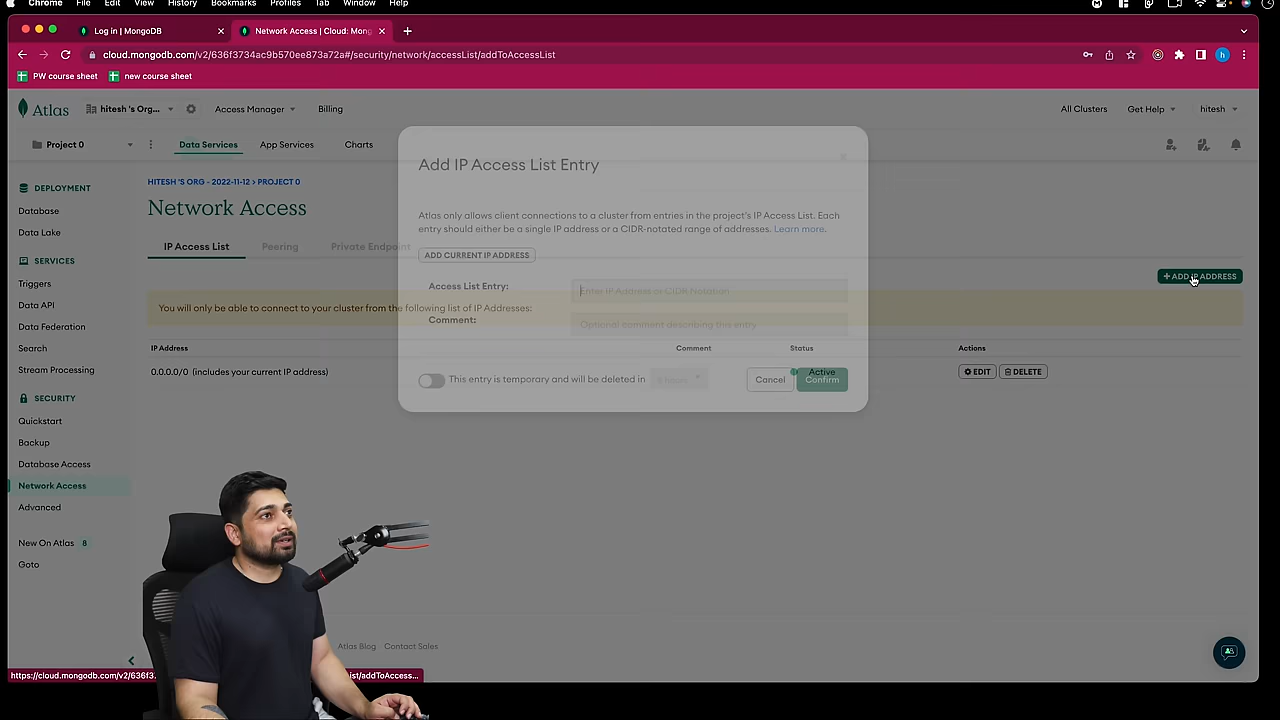 Chrome File Edit View History Bookmarks Profiles Tab Window Help
Log in | MongoDB
Network Access | Cloud: Mong
cloud.mongodb.com/v2/636f3734ac9b570ee873a72a#/security/network/accessList/addToAccessList
h
PW course sheet
new course sheet
Atlas
hitesh 's Org...
Access Manager
Billing
All Clusters
Get Help
hitesh
Project 0
Data Services
App Services
Charts
DEPLOYMENT
Database
Data Lake
SERVICES
Triggers
Data API
Data Federation
Search
Stream Processing
SECURITY
Quickstart
Backup
Database Access
Network Access
Advanced
New On Atlas 8
Goto
HITESH 'S ORG - 2022-11-12 > PROJECT 0
Network Access
IP Access List
Peering
Private Endpoint
+ ADD IP ADDRESS
You will only be able to connect to your cluster from the following list of IP Addresses:
IP Address
Comment
Status
Actions
0.0.0.0/0 (includes your current IP address)
Active
EDIT
DELETE
Add IP Access List Entry
Atlas only allows client connections to a cluster from entries in the project's IP Access List. Each
entry should either be a single IP address or a CIDR-notated range of addresses. Learn more.
ADD CURRENT IP ADDRESS
Access List Entry:
Enter IP Address or CIDR Notation
Comment:
Optional comment describing this entry
This entry is temporary and will be deleted in
Cancel
Confirm
Atlas Blog
Contact Sales
https://cloud.mongodb.com/v2/636f3
ist/addToAccess...